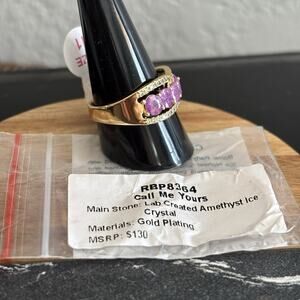 RBP8364
Call Me Yours
Main Stone: Lab Created Amethyst Ice
Crystal
Materials: Gold Plating
MSRP: $130